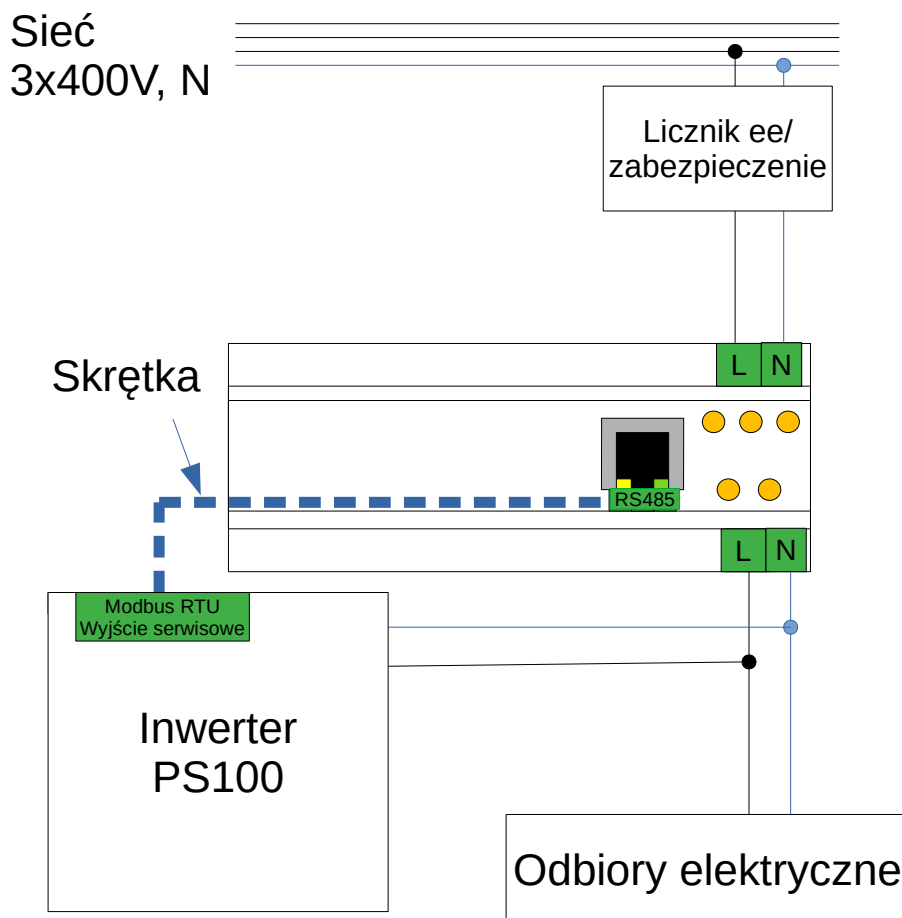 Sieć
3x400V, N
Licznik ee/
zabezpieczenie
L N
Skrętka
RS485
L N
Modbus RTU
Wyjście serwisowe
Inwerter
PS100
Odbiory elektryczne